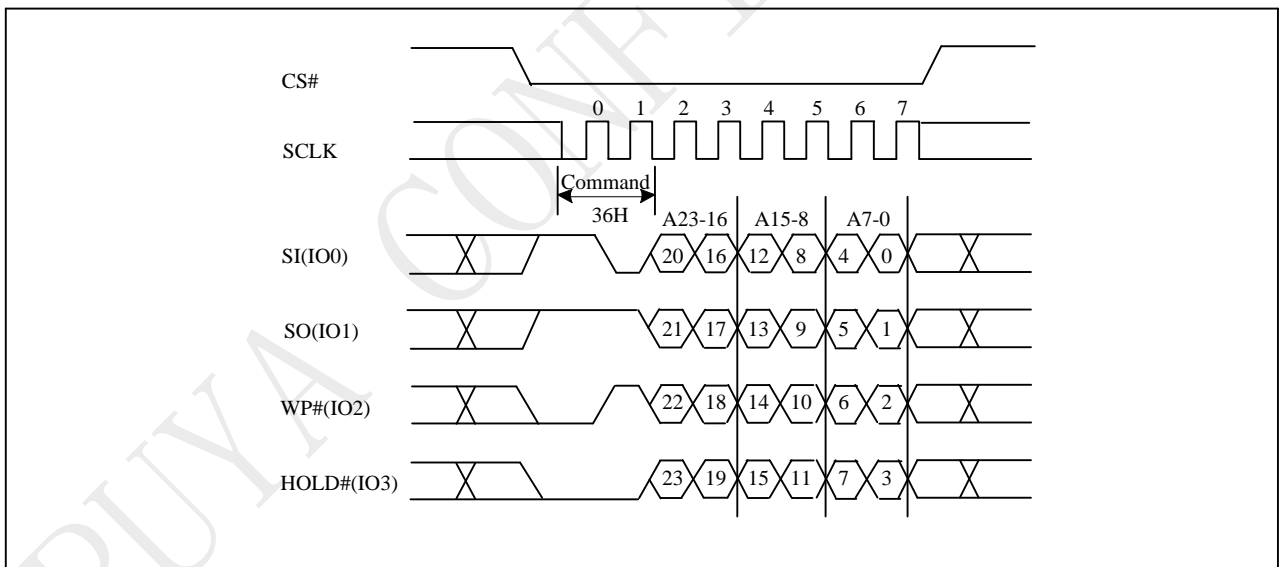 CS#
0 1 2 3 4 5 6 7
SCLK
Command
36H
A23-16 A15-8 A7-0
SI(IO0) 20 16 12 8 4 0
SO(IO1) 21 17 13 9 5 1
WP#(IO2) 22 18 14 10 6 2
HOLD#(IO3) 23 19 15 11 7 3
PUYA CONF